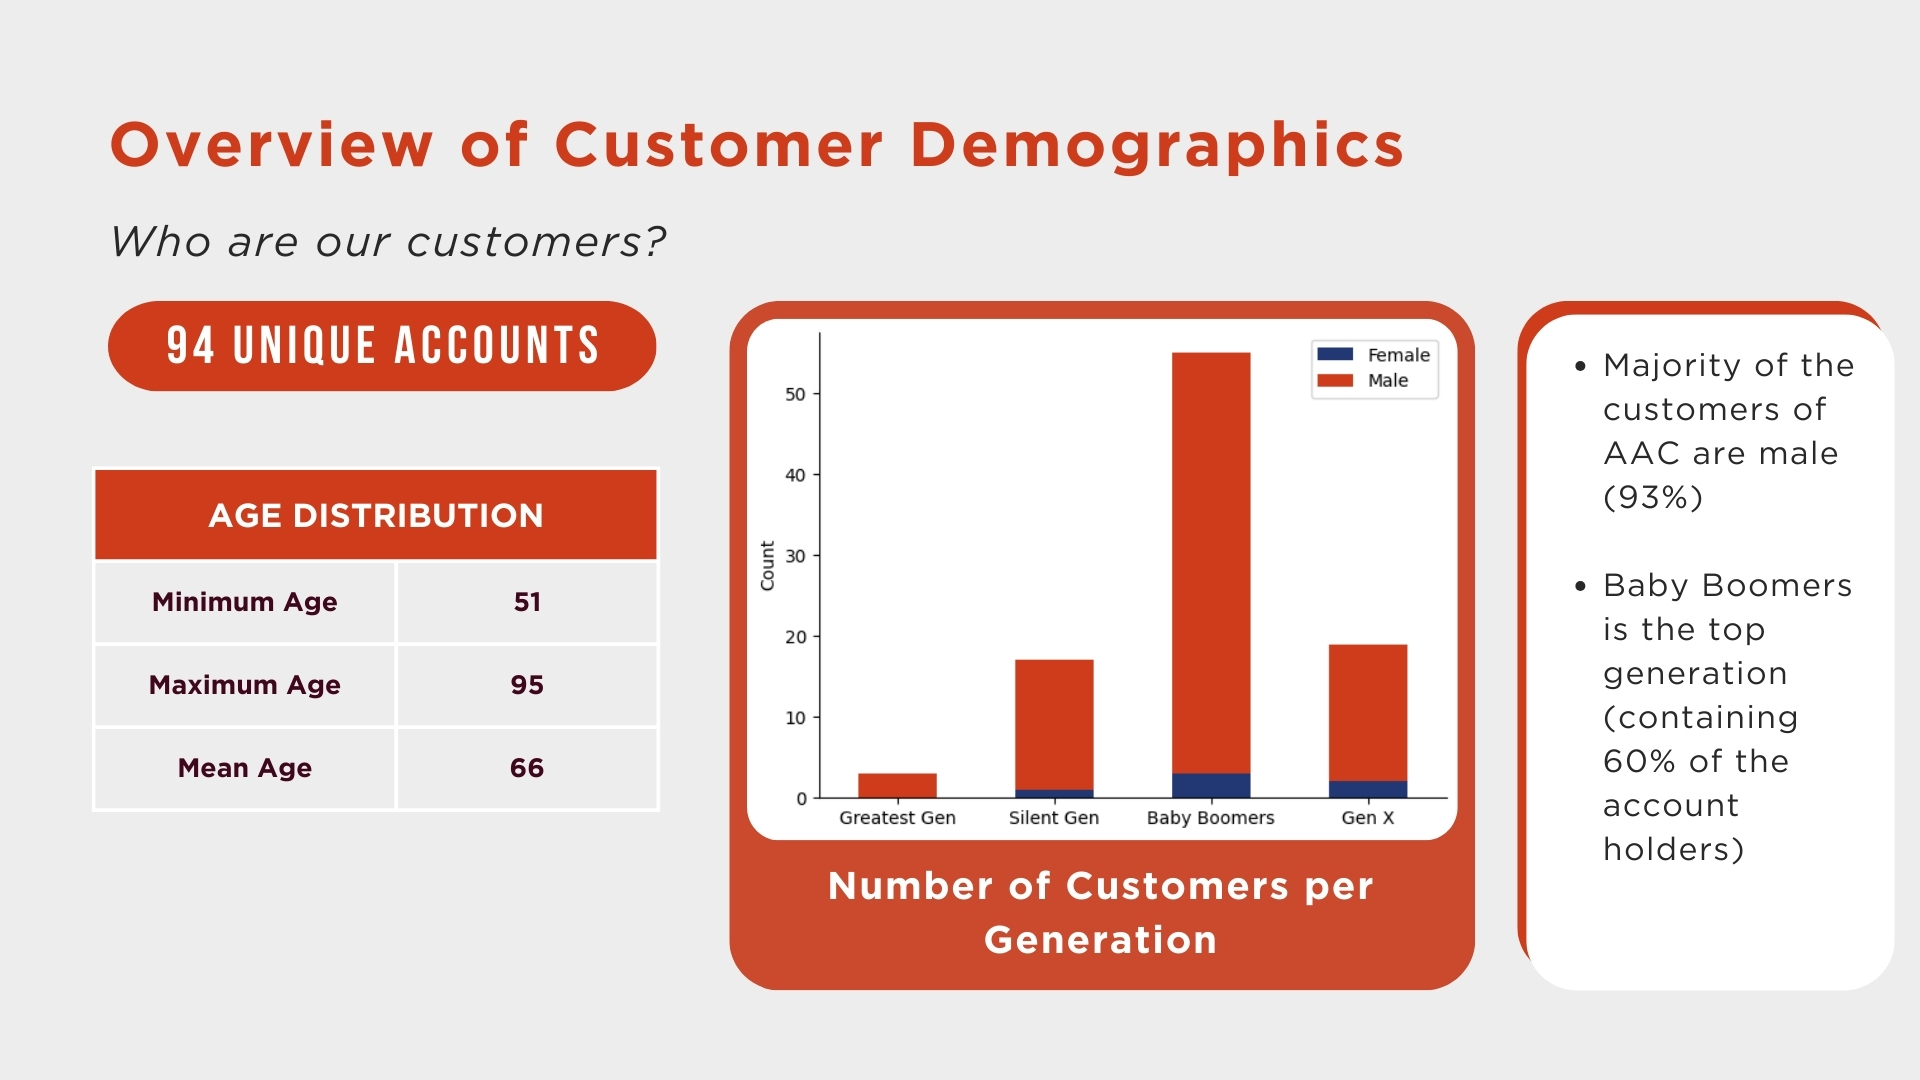 Overview of Customer Demographics
Who are our customers?
94 UNIQUE ACCOUNTS
AGE DISTRIBUTION
Minimum Age 51
Maximum Age 95
Mean Age 66
Female
Male
50
40
30
20
10
0
Count
Greatest Gen Silent Gen Baby Boomers Gen X
Number of Customers per
Generation
• Majority of the
customers of
AAC are male
(93%)
• Baby Boomers
is the top
generation
(containing
60% of the
account
holders)